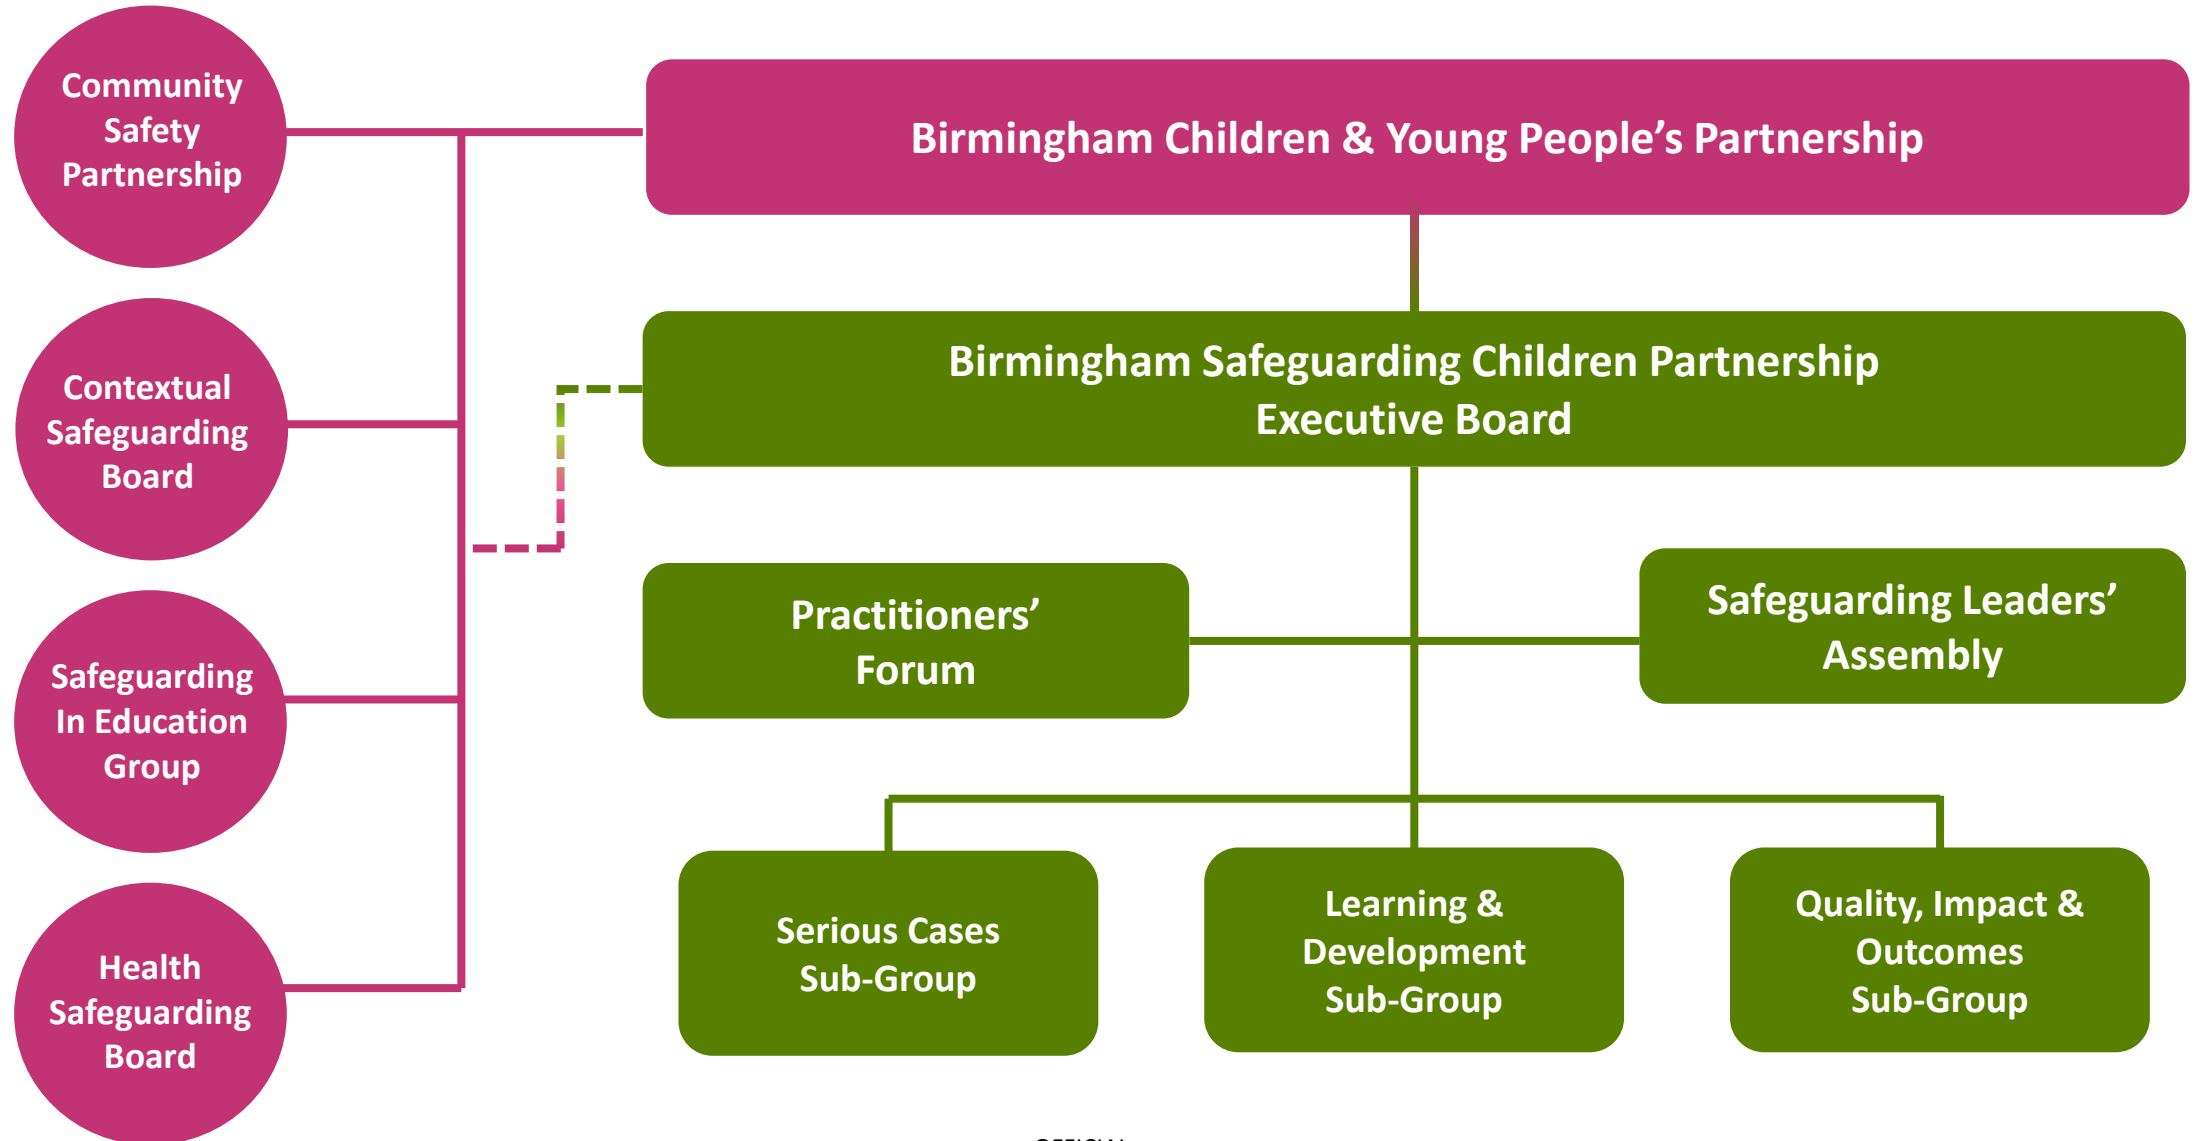 Community
Safety
Partnership
Birmingham Children & Young People’s Partnership
Contextual
Safeguarding
Board
Birmingham Safeguarding Children Partnership
Executive Board
Safeguarding
In Education
Group
Practitioners’
Forum
Safeguarding Leaders’
Assembly
Health
Safeguarding
Board
Serious Cases
Sub-Group
Learning &
Development
Sub-Group
Quality, Impact &
Outcomes
Sub-Group